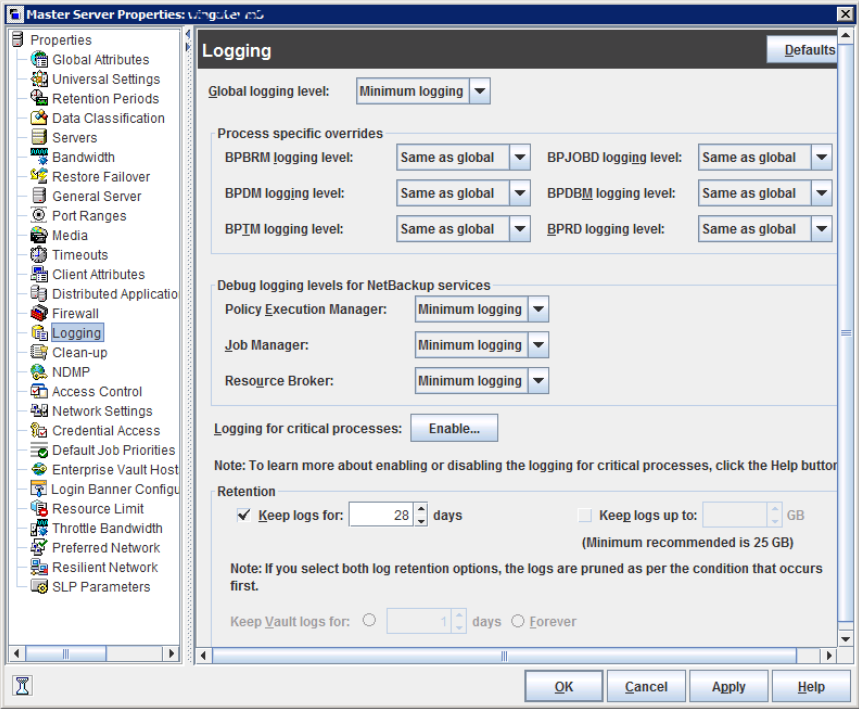 Master Server Properties:
Properties
Global Attributes
Universal Settings
Retention Periods
Data Classification
Servers
Bandwidth
Restore Failover
General Server
Port Ranges
Media
Timeouts
Client Attributes
Distributed Applicatio
Firewall
Logging
Clean-up
NDMP
Access Control
Network Settings
Credential Access
Default Job Priorities
Enterprise Vault Host
Login Banner Configu
Resource Limit
Throttle Bandwidth
Preferred Network
Resilient Network
SLP Parameters
Logging
Defaults
Global logging level: Minimum logging
Process specific overrides
BPBRM logging level: Same as global BPJOBD logging level: Same as global
BPDM logging level: Same as global BPDBM logging level: Same as global
BPTM logging level: Same as global BPRD logging level: Same as global
Debug logging levels for NetBackup services
Policy Execution Manager: Minimum logging
Job Manager: Minimum logging
Resource Broker: Minimum logging
Logging for critical processes: Enable...
Note: To learn more about enabling or disabling the logging for critical processes, click the Help button
Retention
Keep logs for: 28 days Keep logs up to: GB
(Minimum recommended is 25 GB)
Note: If you select both log retention options, the logs are pruned as per the condition that occurs
first.
Keep Vault logs for: 1 days Forever
OK Cancel Apply Help